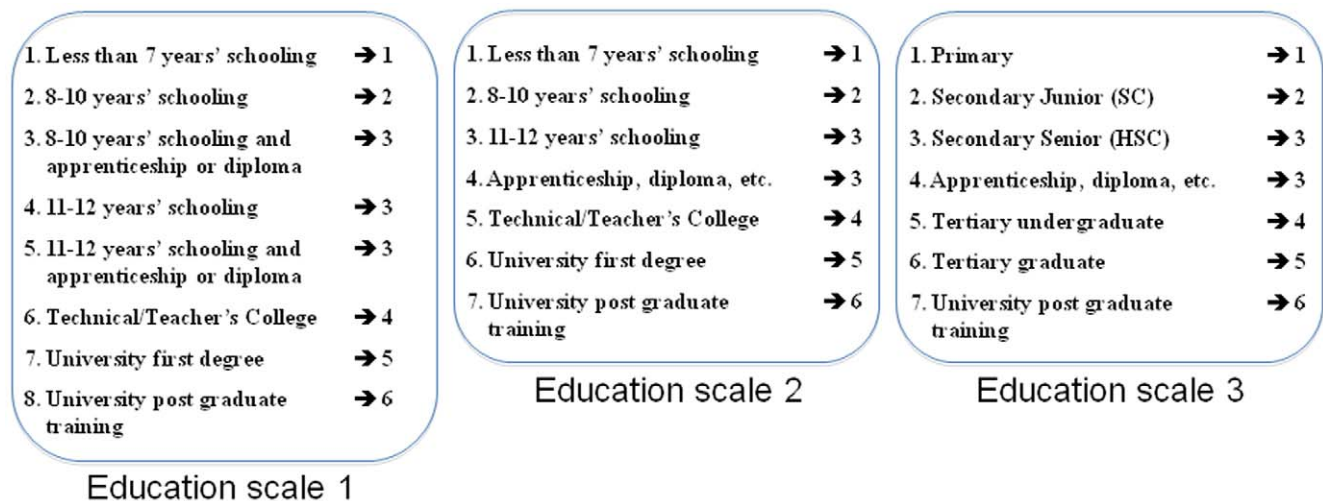 1. Less than 7 years' schooling ➔ 1
2. 8-10 years' schooling ➔ 2
3. 8-10 years' schooling and ➔ 3
apprenticeship or diploma
4. 11-12 years' schooling ➔ 3
5. 11-12 years' schooling and ➔ 3
apprenticeship or diploma
6. Technical/Teacher's College ➔ 4
7. University first degree ➔ 5
8. University post graduate ➔ 6
training
Education scale 1
1. Less than 7 years' schooling ➔ 1
2. 8-10 years' schooling ➔ 2
3. 11-12 years' schooling ➔ 3
4. Apprenticeship, diploma, etc. ➔ 3
5. Technical/Teacher's College ➔ 4
6. University first degree ➔ 5
7. University post graduate ➔ 6
training
Education scale 2
1. Primary ➔ 1
2. Secondary Junior (SC) ➔ 2
3. Secondary Senior (HSC) ➔ 3
4. Apprenticeship, diploma, etc. ➔ 3
5. Tertiary undergraduate ➔ 4
6. Tertiary graduate ➔ 5
7. University post graduate ➔ 6
training
Education scale 3